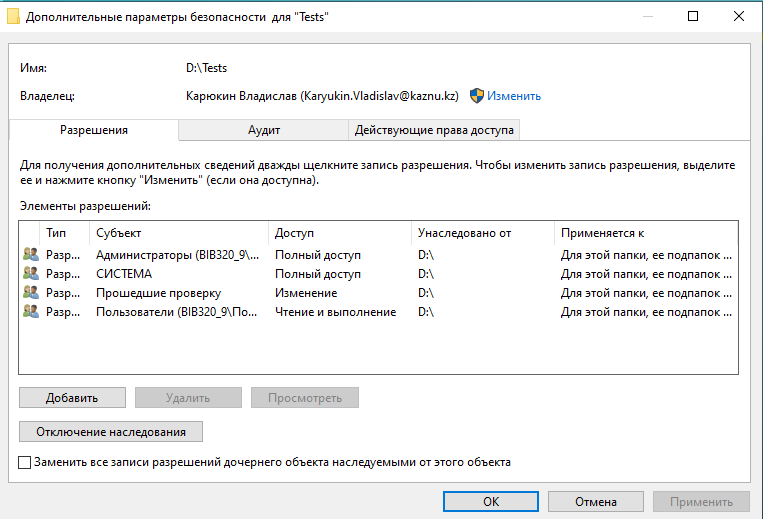 Дополнительные параметры безопасности для "Tests"
Имя: D:\Tests
Владелец: Карюкин Владислав (Karyukin.Vladislav@kaznu.kz) Изменить
Разрешения Аудит Действующие права доступа
Для получения дополнительных сведений дважды щелкните запись разрешения. Чтобы изменить запись разрешения, выделите
ее и нажмите кнопку "Изменить" (если она доступна).
Элементы разрешений:
Тип Субъект Доступ Унаследовано от Применяется к
Разр... Администраторы (BIB320_9\... Полный доступ D:\ Для этой папки, ее подпапок ...
Разр... СИСТЕМА Полный доступ D:\ Для этой папки, ее подпапок ...
Разр... Прошедшие проверку Изменение D:\ Для этой папки, ее подпапок ...
Разр... Пользователи (BIB320_9\По... Чтение и выполнение D:\ Для этой папки, ее подпапок ...
Добавить Удалить Просмотреть
Отключение наследования
Заменить все записи разрешений дочернего объекта наследуемыми от этого объекта
ОК Отмена Применить